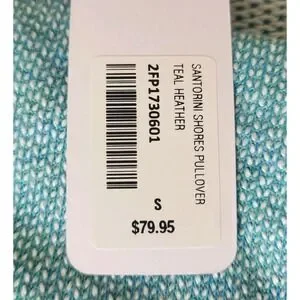 SANTORINI SHORES PULLOVER
TEAL HEATHER
2FP1730601
S
$79.95